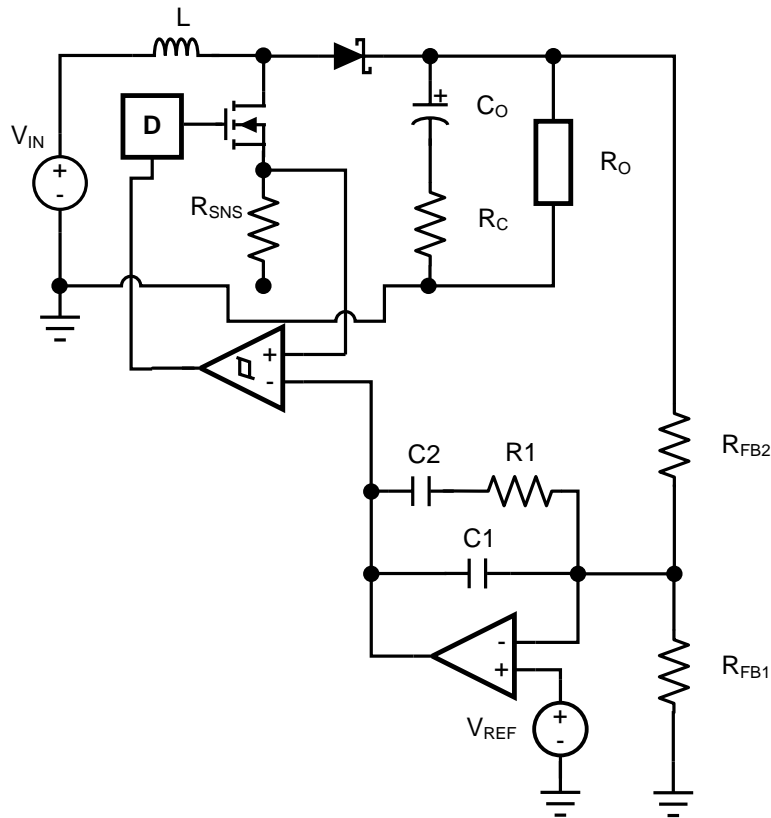 L
D
V_IN
+
-
R_SNS
+
C_O
R_C
R_O
+
-
C2
R1
C1
R_FB2
-
+
V_REF
+
-
R_FB1